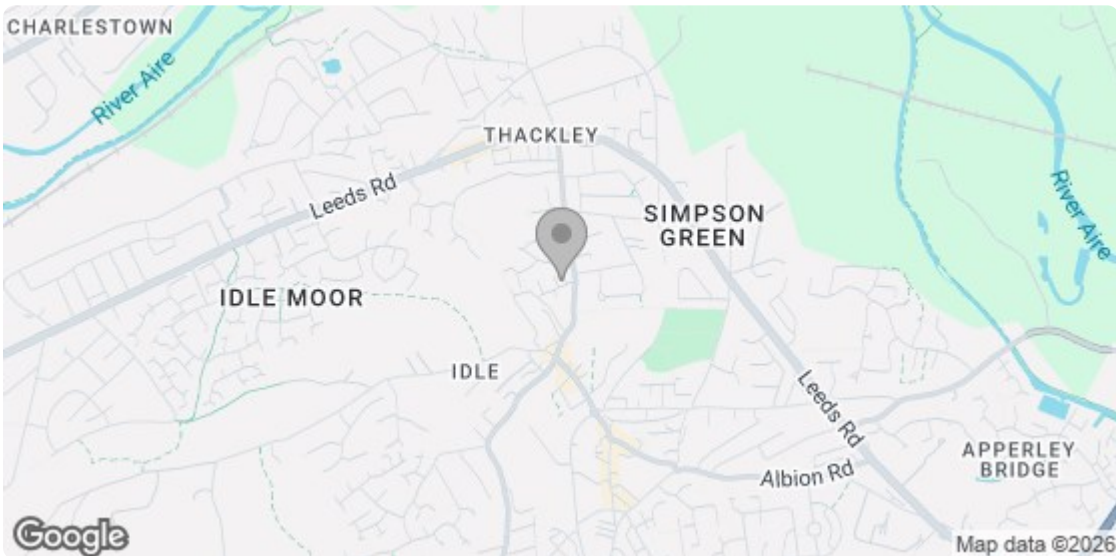 CHARLESTOWN
River Aire
THACKLEY
Leeds Rd
SIMPSON
GREEN
River Aire
IDLE MOOR
IDLE
Leeds Rd
Albion Rd
APPERLEY
BRIDGE
Google
Map data ©2026